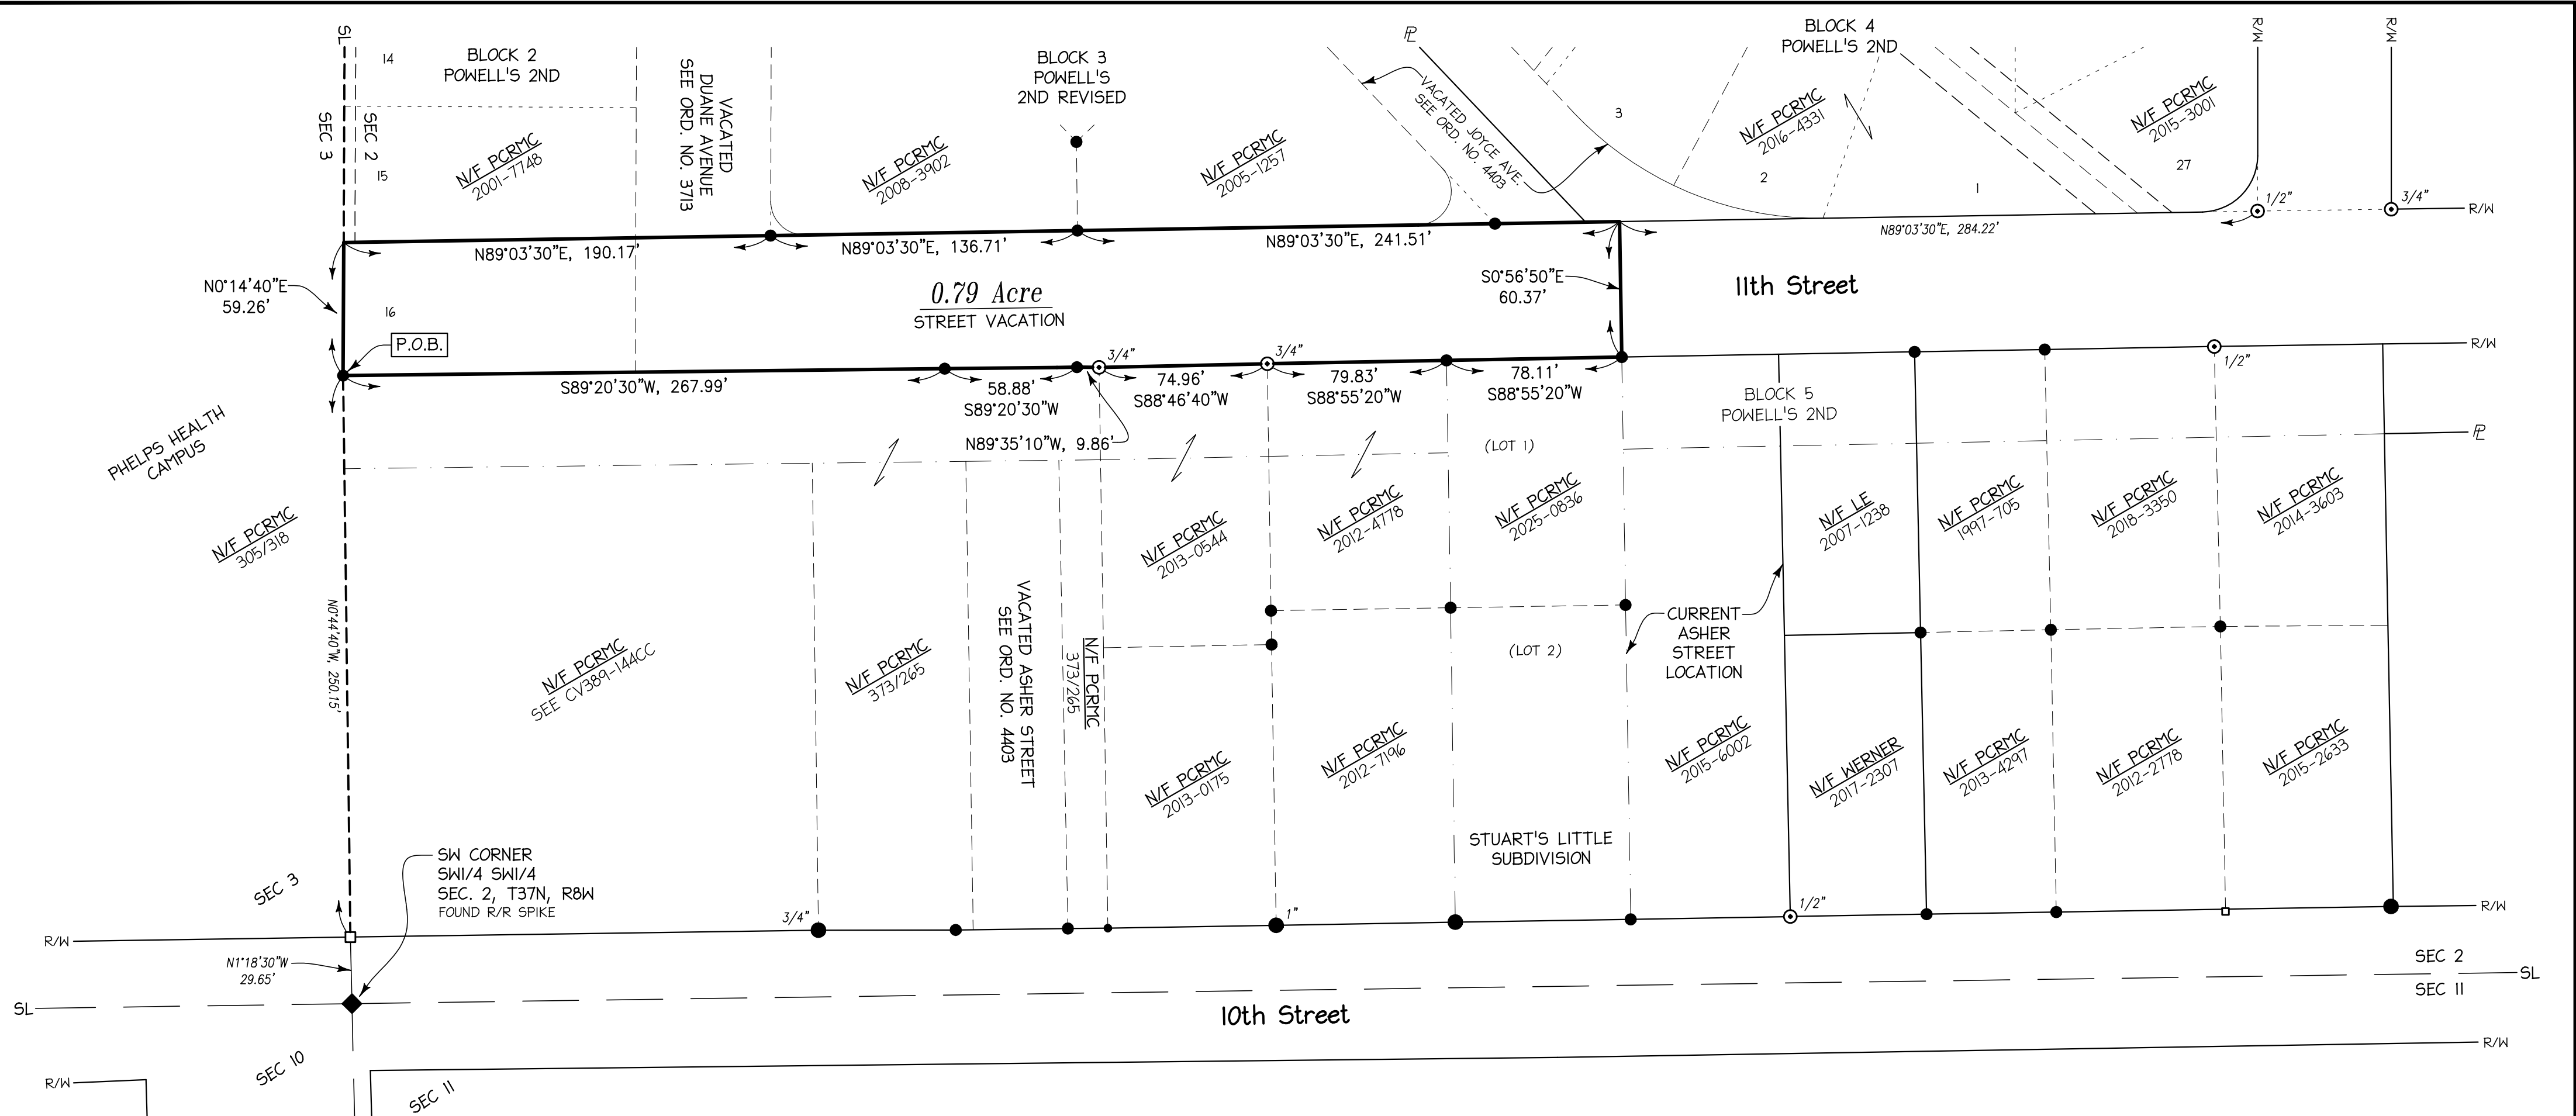 SL
SEC 3
SEC 2
14
15
16
BLOCK 2
POWELL'S 2ND
N/F PCRMC
2001-7748
VACATED
DUANE AVENUE
SEE ORD. NO. 3713
BLOCK 3
POWELL'S
2ND REVISED
N/F PCRMC
2008-3902
N/F PCRMC
2005-1257
PL
VACATED JOYCE AVE.
SEE ORD. NO. 4403
BLOCK 4
POWELL'S 2ND
3
2
1
27
N/F PCRMC
2016-4331
N/F PCRMC
2015-3001
R/W
R/W
1/2"
3/4"
R/W
N89°03'30"E, 190.17'
N89°03'30"E, 136.71'
N89°03'30"E, 241.51'
N89°03'30"E, 284.22'
N0°14'40"E
59.26'
0.79 Acre
STREET VACATION
S0°56'50"E
60.37'
11th Street
P.O.B.
S89°20'30"W, 267.99'
58.88'
S89°20'30"W
N89°35'10"W, 9.86'
3/4"
74.96'
S88°46'40"W
3/4"
79.83'
S88°55'20"W
78.11'
S88°55'20"W
R/W
1/2"
BLOCK 5
POWELL'S 2ND
PL
PHELPS HEALTH
CAMPUS
N/F PCRMC
305/318
N0°44'40"W, 250.15'
N/F PCRMC
SEE CV389-144CC
N/F PCRMC
373/265
VACATED ASHER STREET
SEE ORD. NO. 4403
N/F PCRMC
373/265
N/F PCRMC
2013-0544
N/F PCRMC
2012-4778
(LOT 1)
N/F PCRMC
2025-0836
N/F LE
2007-1238
N/F PCRMC
1997-705
N/F PCRMC
2018-3350
N/F PCRMC
2014-3603
CURRENT
ASHER
STREET
LOCATION
(LOT 2)
N/F PCRMC
2013-0175
N/F PCRMC
2012-7196
N/F PCRMC
2015-6002
N/F WERNER
2017-2307
N/F PCRMC
2013-4297
N/F PCRMC
2012-2778
N/F PCRMC
2015-2633
STUART'S LITTLE
SUBDIVISION
SW CORNER
SW1/4 SW1/4
SEC. 2, T37N, R8W
FOUND R/R SPIKE
SEC 3
3/4"
1"
1/2"
R/W
R/W
N1°18'30"W
29.65'
SEC 2
SL
SL
SEC 11
10th Street
R/W
R/W
SEC 10
SEC 11